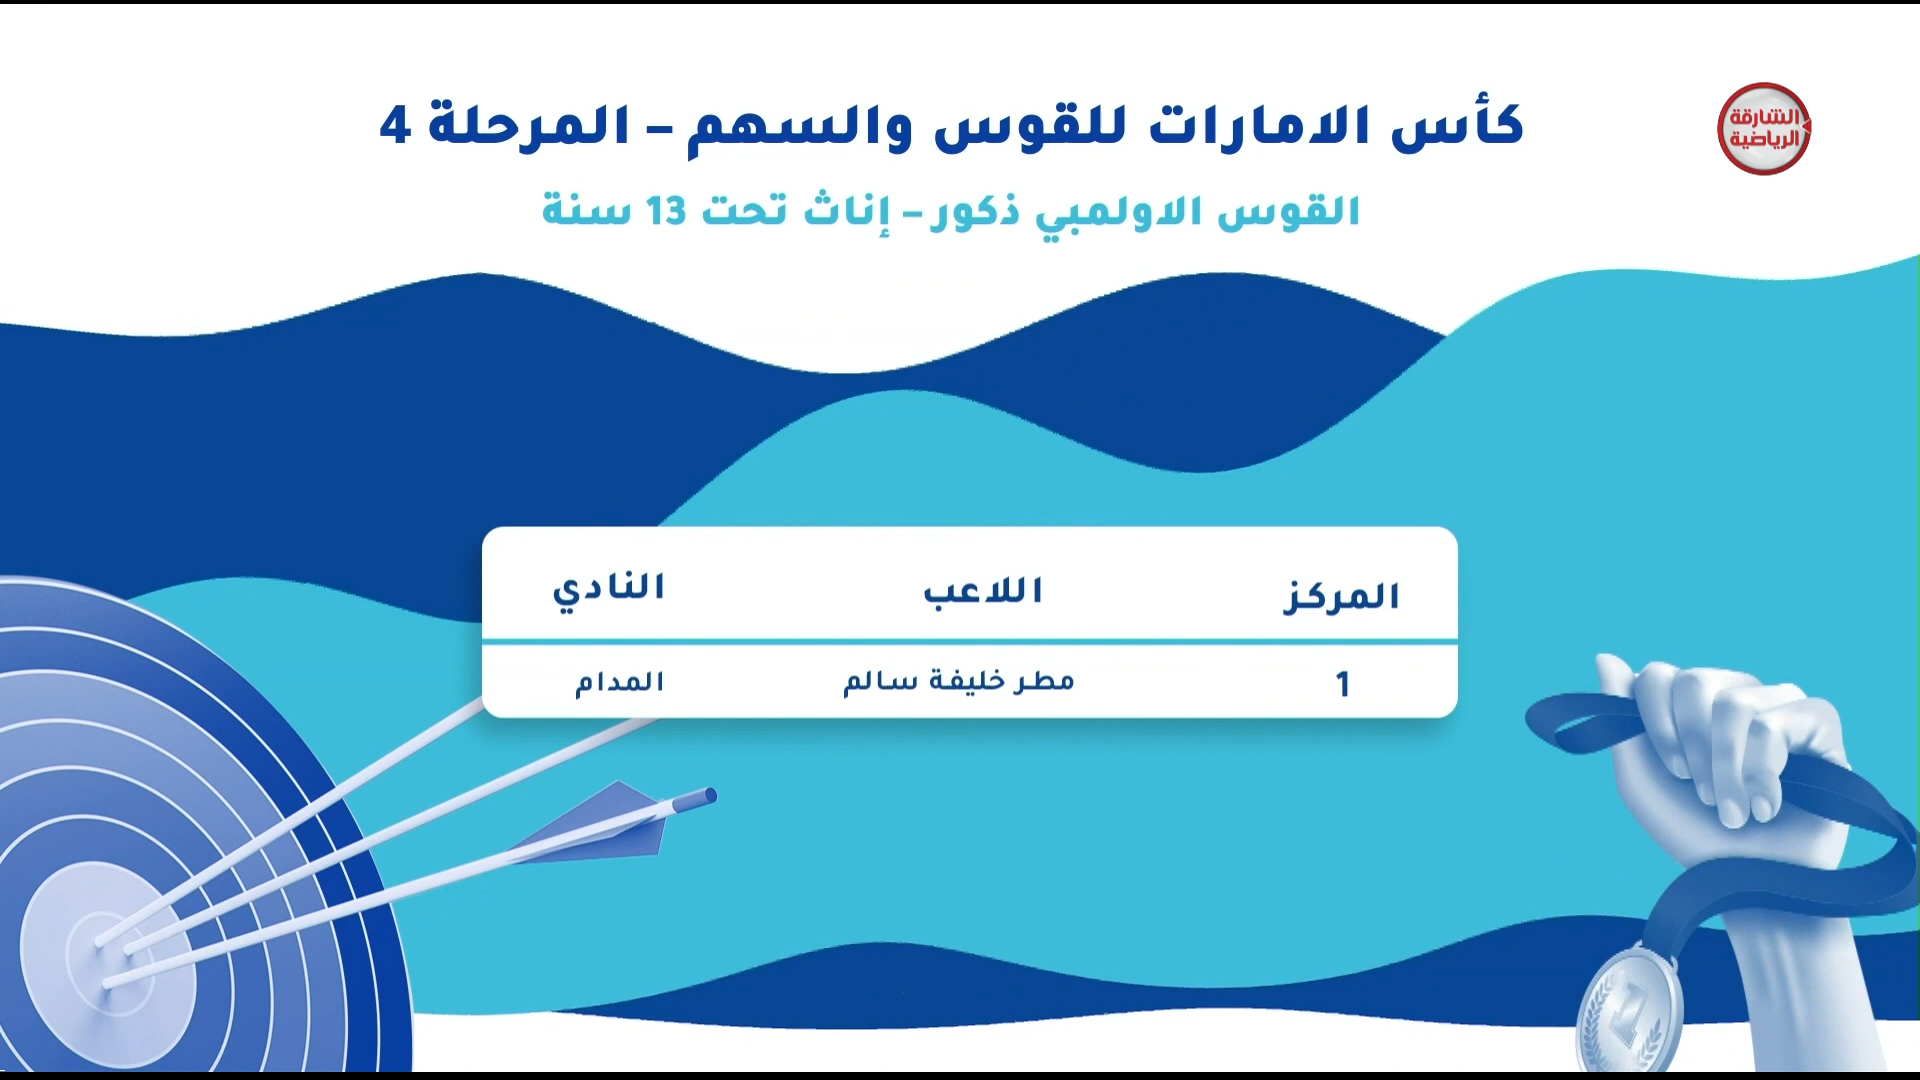 كأس الامارات للقوس والسهم – المرحلة 4
الشارقة
الرياضية
القوس الاولمبي ذكور – إناث تحت 13 سنة
المركز اللاعب النادي
1 مطر خليفة سالم المدام
1